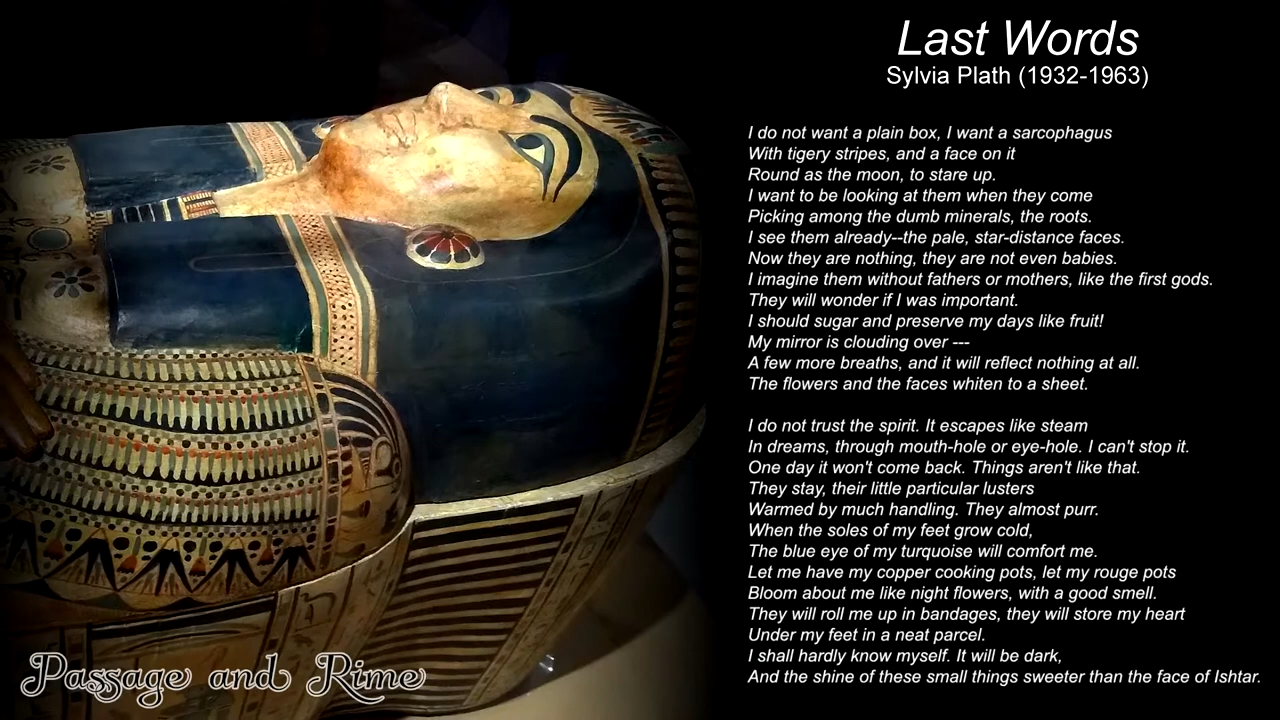 Last Words
Sylvia Plath (1932-1963)
I do not want a plain box, I want a sarcophagus
With tigery stripes, and a face on it
Round as the moon, to stare up.
I want to be looking at them when they come
Picking among the dumb minerals, the roots.
I see them already--the pale, star-distance faces.
Now they are nothing, they are not even babies.
I imagine them without fathers or mothers, like the first gods.
They will wonder if I was important.
I should sugar and preserve my days like fruit!
My mirror is clouding over ---
A few more breaths, and it will reflect nothing at all.
The flowers and the faces whiten to a sheet.

I do not trust the spirit. It escapes like steam
In dreams, through mouth-hole or eye-hole. I can't stop it.
One day it won't come back. Things aren't like that.
They stay, their little particular lusters
Warmed by much handling. They almost purr.
When the soles of my feet grow cold,
The blue eye of my turquoise will comfort me.
Let me have my copper cooking pots, let my rouge pots
Bloom about me like night flowers, with a good smell.
They will roll me up in bandages, they will store my heart
Under my feet in a neat parcel.
I shall hardly know myself. It will be dark,
And the shine of these small things sweeter than the face of Ishtar.
Passage and Rime